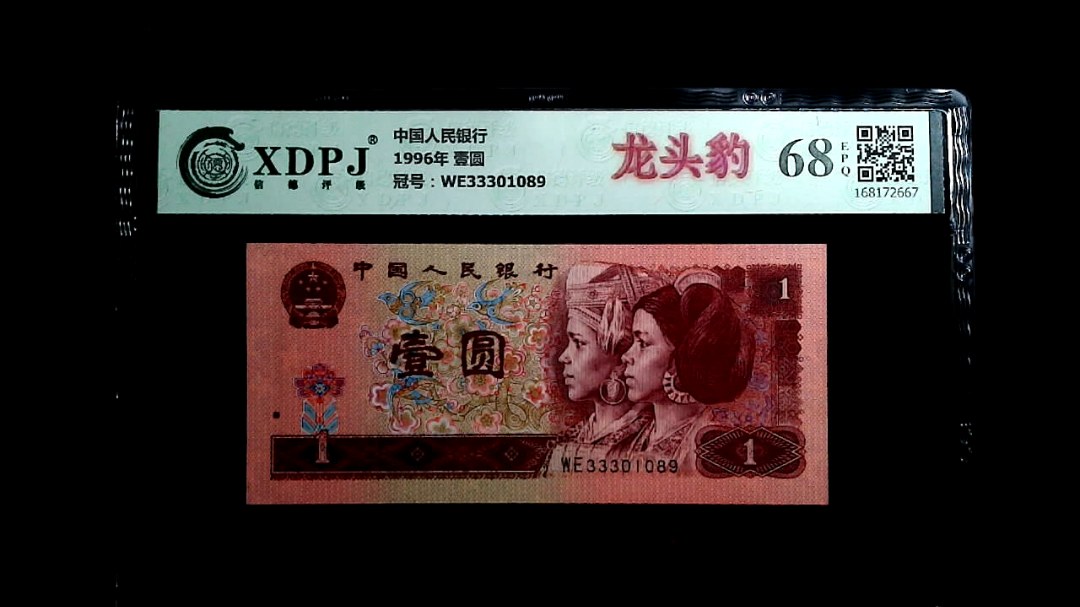 XDPJ®
信德评级
中国人民银行
1996年 壹圆
冠号：WE33301089
龙头豹
68
EPQ
168172667
中国人民银行
1
壹圆
1
WE33301089
1